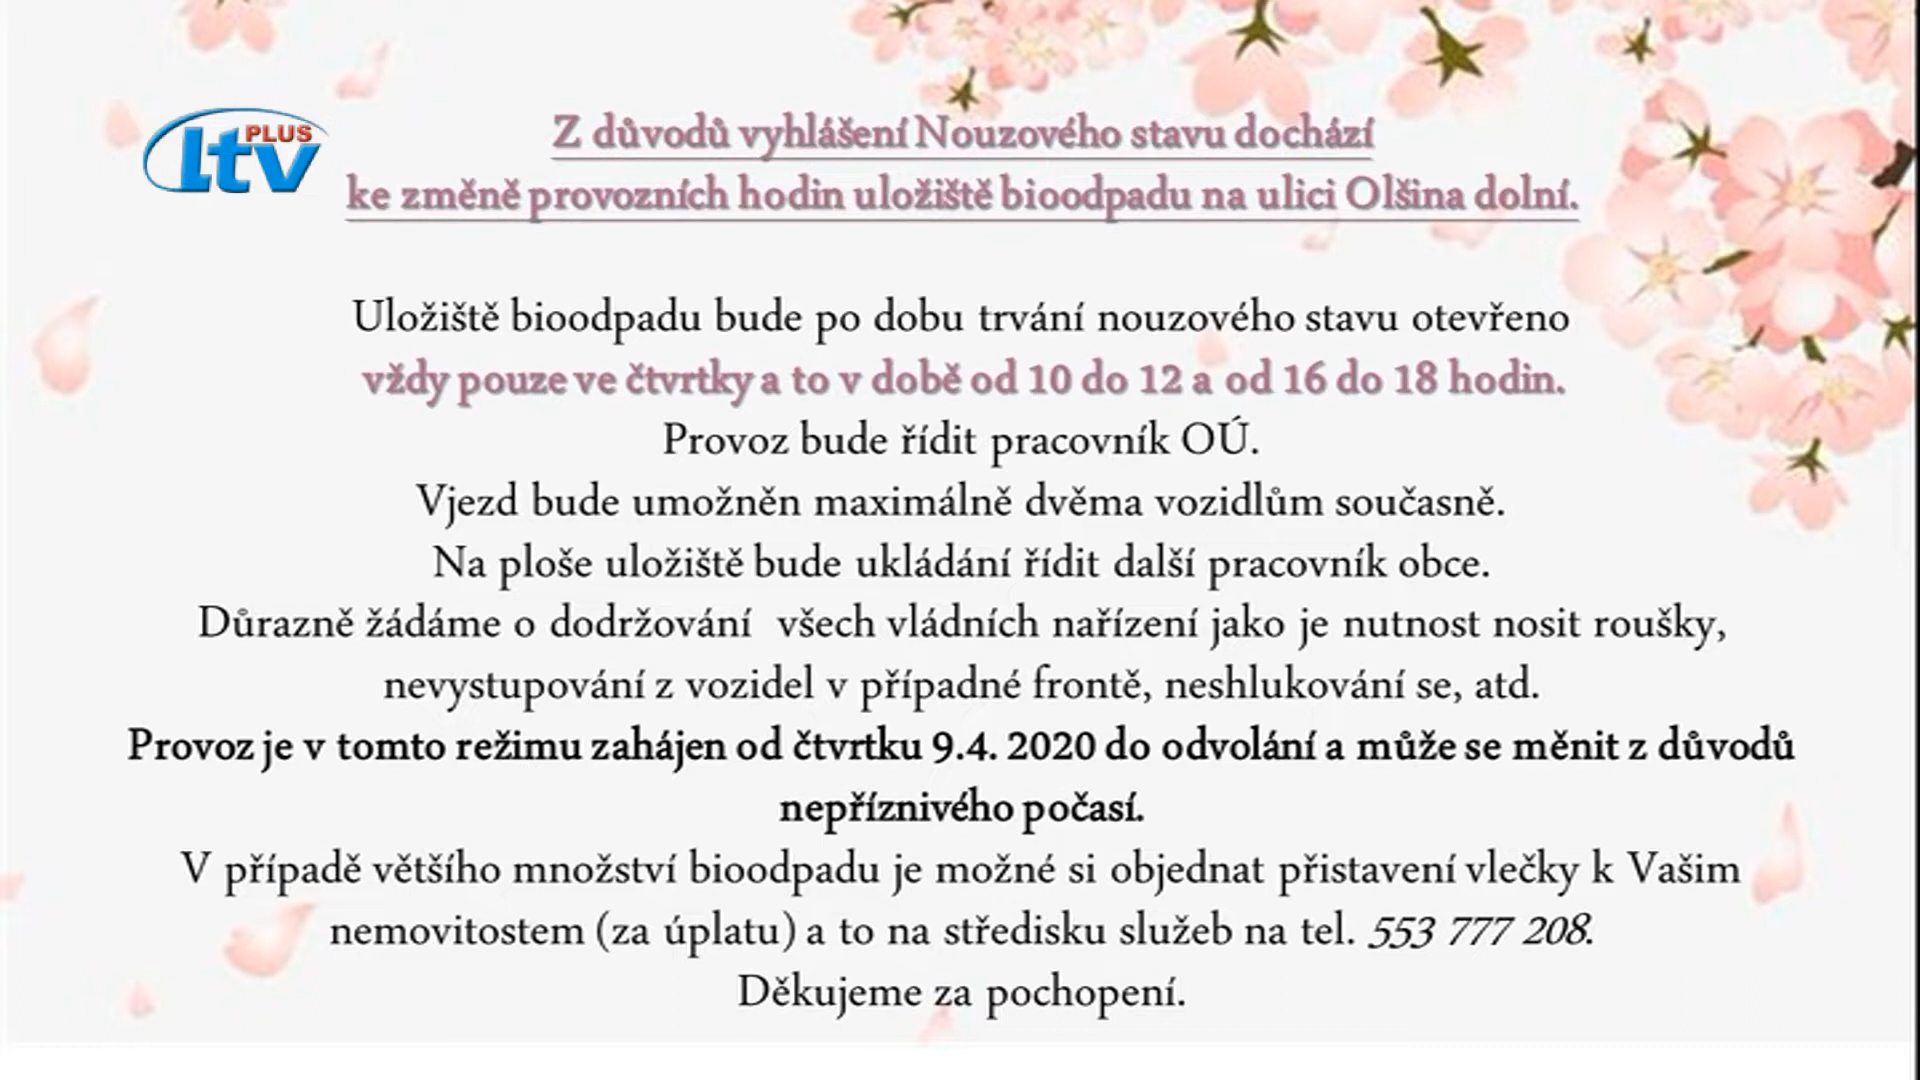 ltv PLUS
Z důvodů vyhlášení Nouzového stavu dochází
ke změně provozních hodin uložiště bioodpadu na ulici Olšina dolní.
Uložiště bioodpadu bude po dobu trvání nouzového stavu otevřeno
vždy pouze ve čtvrtky a to v době od 10 do 12 a od 16 do 18 hodin.
Provoz bude řídit pracovník OÚ.
Vjezd bude umožněn maximálně dvěma vozidlům současně.
Na ploše uložiště bude ukládání řídit další pracovník obce.
Důrazně žádáme o dodržování všech vládních nařízení jako je nutnost nosit roušky,
nevystupování z vozidel v případné frontě, neshlukování se, atd.
Provoz je v tomto režimu zahájen od čtvrtku 9.4. 2020 do odvolání a může se měnit z důvodů
nepříznivého počasí.
V případě většího množství bioodpadu je možné si objednat přistavení vlečky k Vašim
nemovitostem (za úplatu) a to na středisku služeb na tel. 553 777 208.
Děkujeme za pochopení.